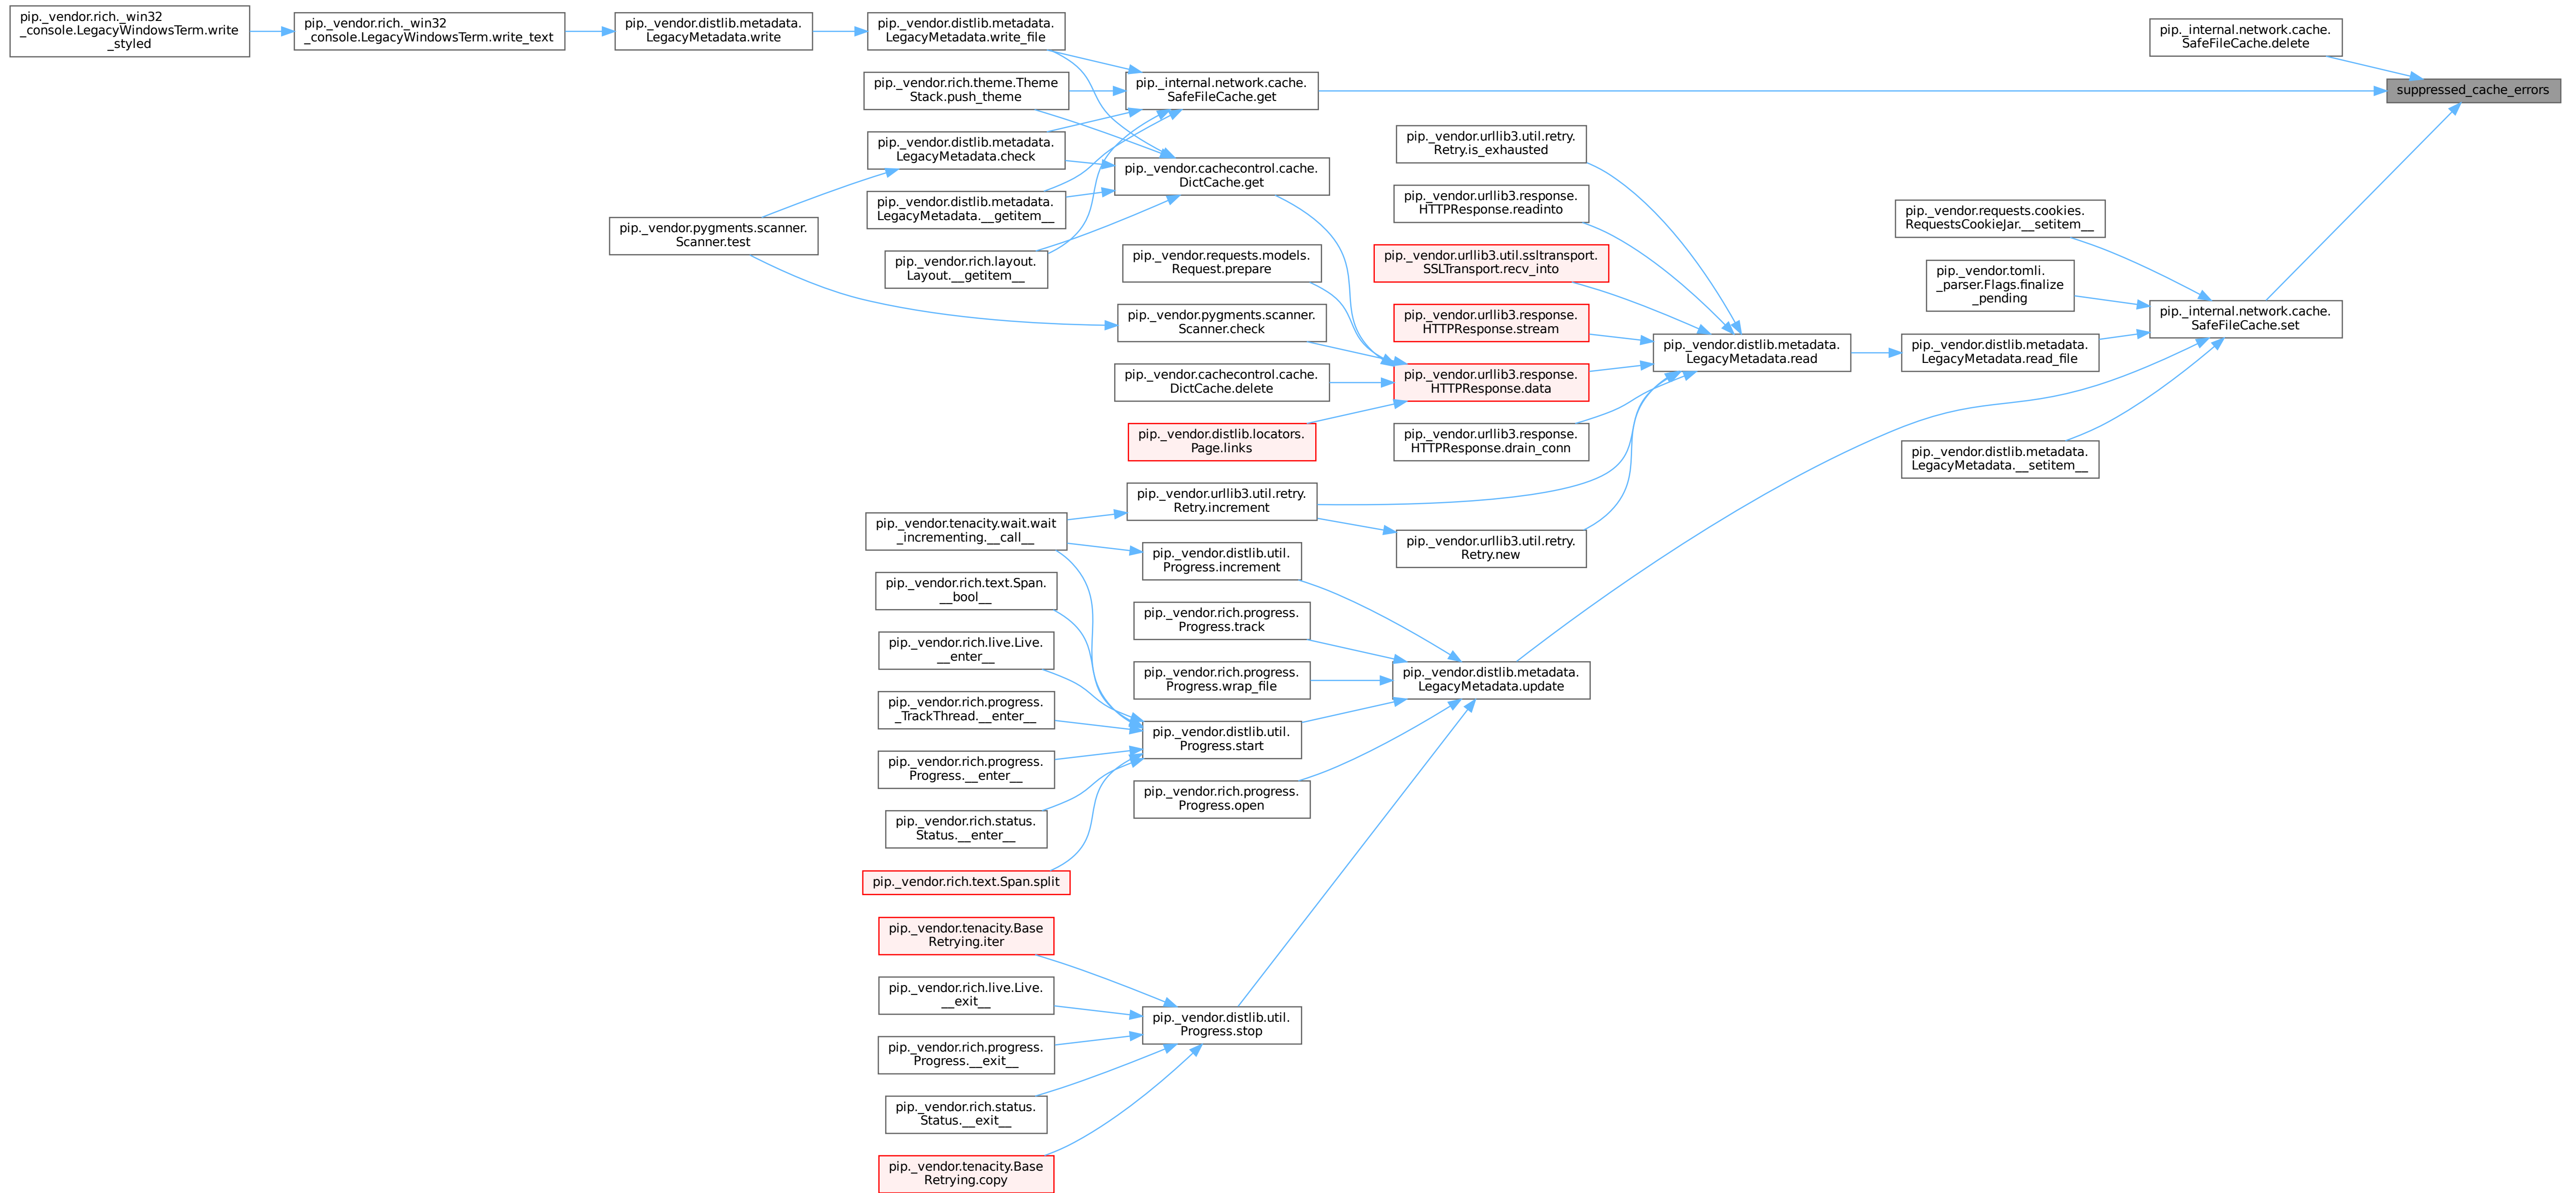 pip._vendor.rich._win32
_console.LegacyWindowsTerm.write
_styled
pip._vendor.rich._win32
_console.LegacyWindowsTerm.write_text
pip._vendor.distlib.metadata.
LegacyMetadata.write
pip._vendor.distlib.metadata.
LegacyMetadata.write_file
pip._internal.network.cache.
SafeFileCache.delete
pip._vendor.rich.theme.Theme
Stack.push_theme
pip._internal.network.cache.
SafeFileCache.get
suppressed_cache_errors
pip._vendor.distlib.metadata.
LegacyMetadata.check
pip._vendor.urllib3.util.retry.
Retry.is_exhausted
pip._vendor.cachecontrol.cache.
DictCache.get
pip._vendor.distlib.metadata.
LegacyMetadata.__getitem__
pip._vendor.urllib3.response.
HTTPResponse.readinto
pip._vendor.requests.cookies.
RequestsCookieJar.__setitem__
pip._vendor.pygments.scanner.
Scanner.test
pip._vendor.rich.layout.
Layout.__getitem__
pip._vendor.requests.models.
Request.prepare
pip._vendor.urllib3.util.ssltransport.
SSLTransport.recv_into
pip._vendor.tomli.
_parser.Flags.finalize
_pending
pip._vendor.pygments.scanner.
Scanner.check
pip._vendor.urllib3.response.
HTTPResponse.stream
pip._internal.network.cache.
SafeFileCache.set
pip._vendor.distlib.metadata.
LegacyMetadata.read
pip._vendor.distlib.metadata.
LegacyMetadata.read_file
pip._vendor.cachecontrol.cache.
DictCache.delete
pip._vendor.urllib3.response.
HTTPResponse.data
pip._vendor.distlib.locators.
Page.links
pip._vendor.urllib3.response.
HTTPResponse.drain_conn
pip._vendor.distlib.metadata.
LegacyMetadata.__setitem__
pip._vendor.urllib3.util.retry.
Retry.increment
pip._vendor.tenacity.wait.wait
_incrementing.__call__
pip._vendor.urllib3.util.retry.
Retry.new
pip._vendor.distlib.util.
Progress.increment
pip._vendor.rich.text.Span.
__bool__
pip._vendor.rich.progress.
Progress.track
pip._vendor.rich.live.Live.
__enter__
pip._vendor.rich.progress.
Progress.wrap_file
pip._vendor.distlib.metadata.
LegacyMetadata.update
pip._vendor.rich.progress.
_TrackThread.__enter__
pip._vendor.distlib.util.
Progress.start
pip._vendor.rich.progress.
Progress.__enter__
pip._vendor.rich.progress.
Progress.open
pip._vendor.rich.status.
Status.__enter__
pip._vendor.rich.text.Span.split
pip._vendor.tenacity.Base
Retrying.iter
pip._vendor.rich.live.Live.
__exit__
pip._vendor.distlib.util.
Progress.stop
pip._vendor.rich.progress.
Progress.__exit__
pip._vendor.rich.status.
Status.__exit__
pip._vendor.tenacity.Base
Retrying.copy